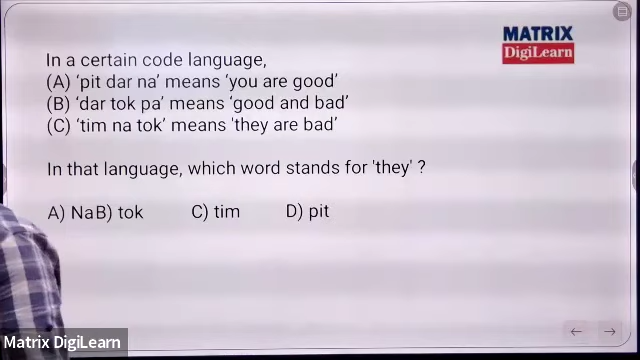 MATRIX
DigiLearn
In a certain code language,
(A) ‘pit dar na’ means ‘you are good’
(B) ‘dar tok pa’ means ‘good and bad’
(C) ‘tim na tok’ means 'they are bad’
In that language, which word stands for 'they' ?
A) NaB) tok C) tim D) pit
Matrix DigiLearn